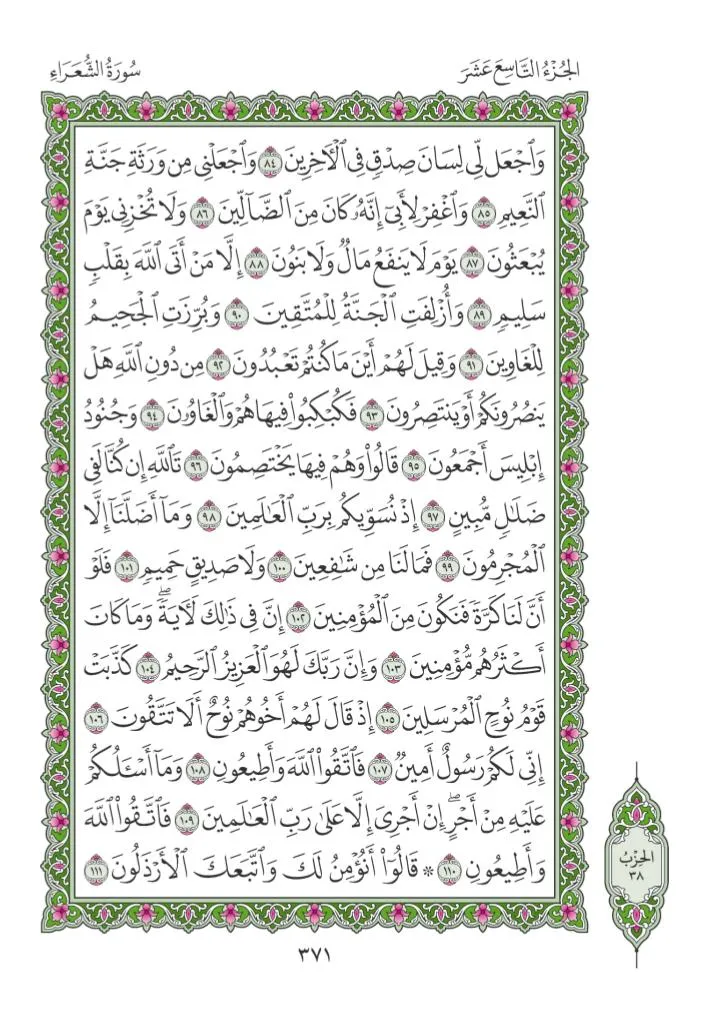 الجُزْءُ التَّاسِعَ عَشَرَ
سُورَةُ الشُّعَرَاءِ
وَٱجۡعَل لِّي لِسَانَ صِدۡقٖ فِي ٱلۡأٓخِرِينَ ٨٤ وَٱجۡعَلۡنِي مِن وَرَثَةِ جَنَّةِ
ٱلنَّعِيمِ ٨٥ وَٱغۡفِرۡ لِأَبِيٓ إِنَّهُۥ كَانَ مِنَ ٱلضَّآلِّينَ ٨٦ وَلَا تُخۡزِنِي يَوۡمَ
يُبۡعَثُونَ ٨٧ يَوۡمَ لَا يَنفَعُ مَالٞ وَلَا بَنُونَ ٨٨ إِلَّا مَنۡ أَتَى ٱللَّهَ بِقَلۡبٖ
سَلِيمٖ ٨٩ وَأُزۡلِفَتِ ٱلۡجَنَّةُ لِلۡمُتَّقِينَ ٩٠ وَبُرِّزَتِ ٱلۡجَحِيمُ
لِلۡغَاوِينَ ٩١ وَقِيلَ لَهُمۡ أَيۡنَ مَا كُنتُمۡ تَعۡبُدُونَ ٩٢ مِن دُونِ ٱللَّهِ هَلۡ
يَنصُرُونَكُمۡ أَوۡ يَنتَصِرُونَ ٩٣ فَكُبۡكِبُواْ فِيهَا هُمۡ وَٱلۡغَاوُۥنَ ٩٤ وَجُنُودُ
إِبۡلِيسَ أَجۡمَعُونَ ٩٥ قَالُواْ وَهُمۡ فِيهَا يَخۡتَصِمُونَ ٩٦ تَٱللَّهِ إِن كُنَّا لَفِي
ضَلَٰلٖ مُّبِينٍ ٩٧ إِذۡ نُسَوِّيكُم بِرَبِّ ٱلۡعَٰلَمِينَ ٩٨ وَمَآ أَضَلَّنَآ إِلَّا
ٱلۡمُجۡرِمُونَ ٩٩ فَمَا لَنَا مِن شَٰفِعِينَ ١٠٠ وَلَا صَدِيقٍ حَمِيمٖ ١٠١ فَلَوۡ
أَنَّ لَنَا كَرَّةٗ فَنَكُونَ مِنَ ٱلۡمُؤۡمِنِينَ ١٠٢ إِنَّ فِي ذَٰلِكَ لَأٓيَةٗۖ وَمَا كَانَ
أَكۡثَرُهُم مُّؤۡمِنِينَ ١٠٣ وَإِنَّ رَبَّكَ لَهُوَ ٱلۡعَزِيزُ ٱلرَّحِيمُ ١٠٤ كَذَّبَتۡ
قَوۡمُ نُوحٍ ٱلۡمُرۡسَلِينَ ١٠٥ إِذۡ قَالَ لَهُمۡ أَخُوهُمۡ نُوحٌ أَلَا تَتَّقُونَ ١٠٦
إِنِّي لَكُمۡ رَسُولٌ أَمِينٞ ١٠٧ فَٱتَّقُواْ ٱللَّهَ وَأَطِيعُونِ ١٠٨ وَمَآ أَسۡـَٔلُكُمۡ
عَلَيۡهِ مِنۡ أَجۡرٍۖ إِنۡ أَجۡرِيَ إِلَّا عَلَىٰ رَبِّ ٱلۡعَٰلَمِينَ ١٠٩ فَٱتَّقُواْ ٱللَّهَ
وَأَطِيعُونِ ١١٠ ۞ قَالُوٓاْ أَنُؤۡمِنُ لَكَ وَٱتَّبَعَكَ ٱلۡأَرۡذَلُونَ ١١١
الحِزْبُ
٣٨
٣٧١